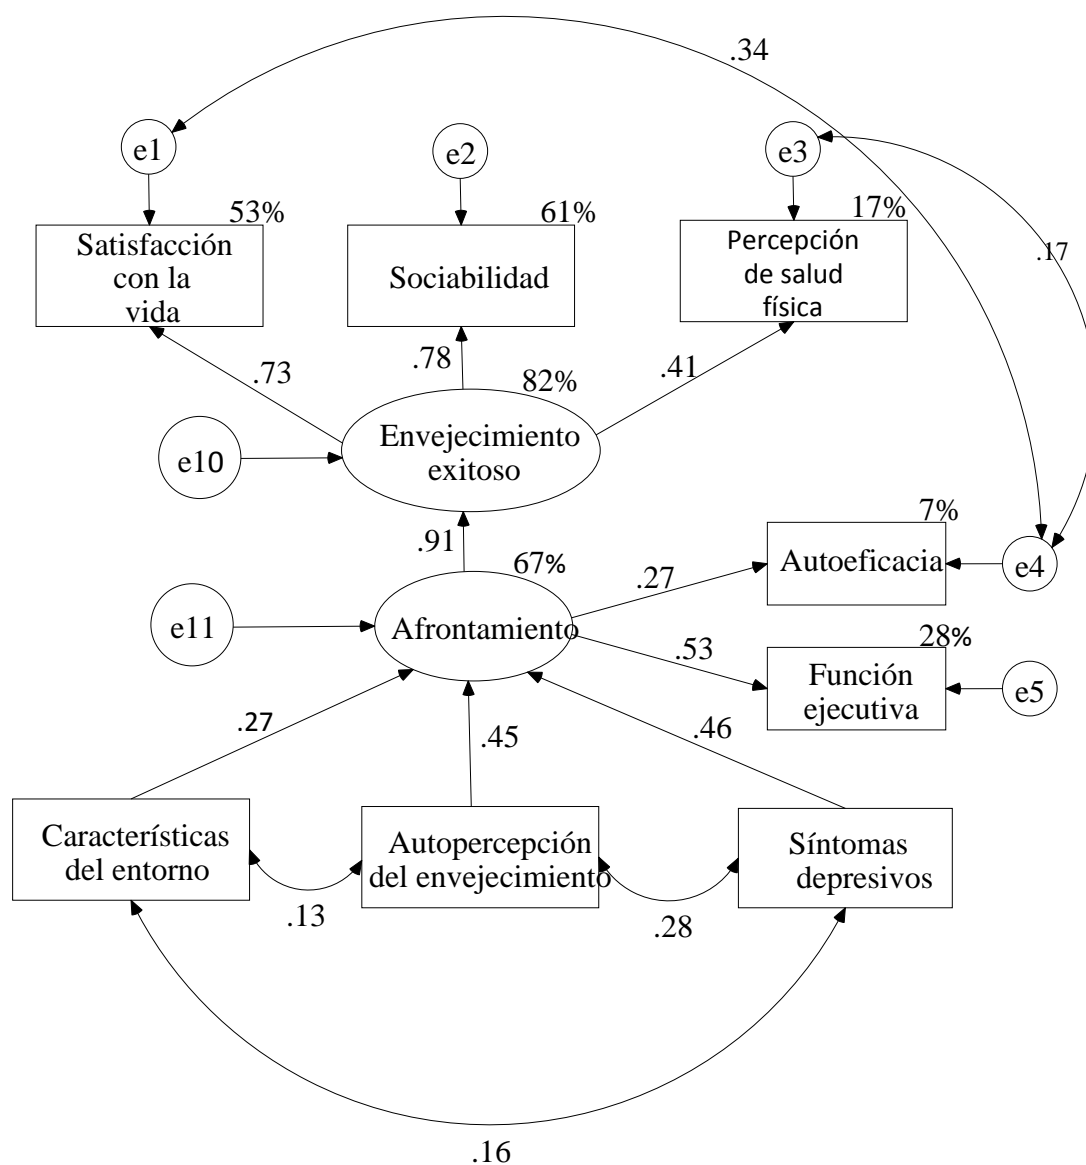 .34
e1
e2
e3
53%
61%
17%
Satisfacción
con la
vida
Sociabilidad
Percepción
de salud
física
.17
.73
.78
.41
82%
e10
Envejecimiento
exitoso
.91
67%
7%
.27
Autoeficacia
e4
e11
Afrontamiento
.53
28%
Función
ejecutiva
e5
.27
.45
.46
Características
del entorno
Autopercepción
del envejecimiento
Síntomas
depresivos
.13
.28
.16